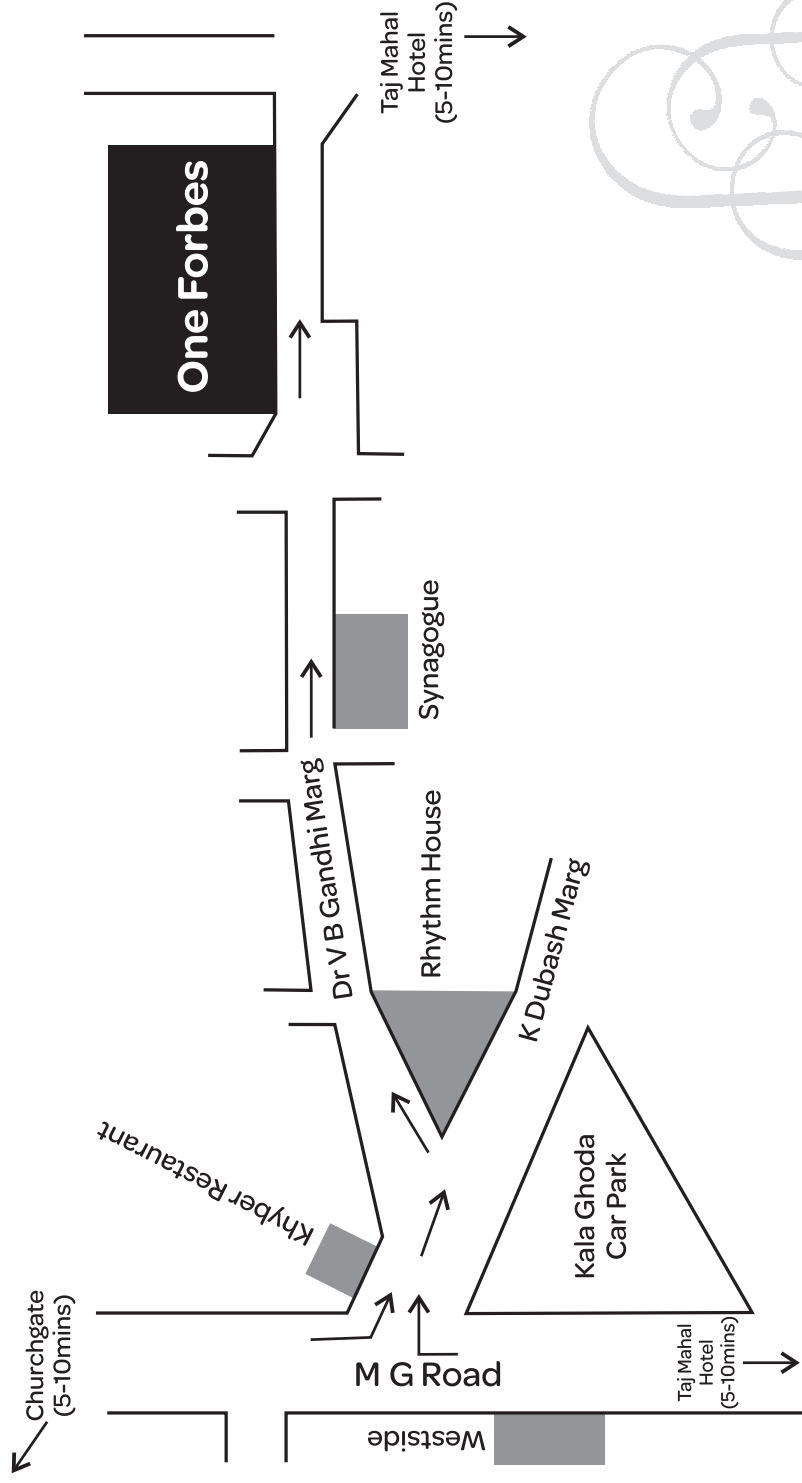 Churchgate
(5-10mins)
Khyber Restaurant
M G Road
Westside
Taj Mahal
Hotel
(5-10mins)
Kala Ghoda
Car Park
K Dubash Marg
Rhythm House
Dr V B Gandhi Marg
Synagogue
One Forbes
Taj Mahal
Hotel
(5-10mins)